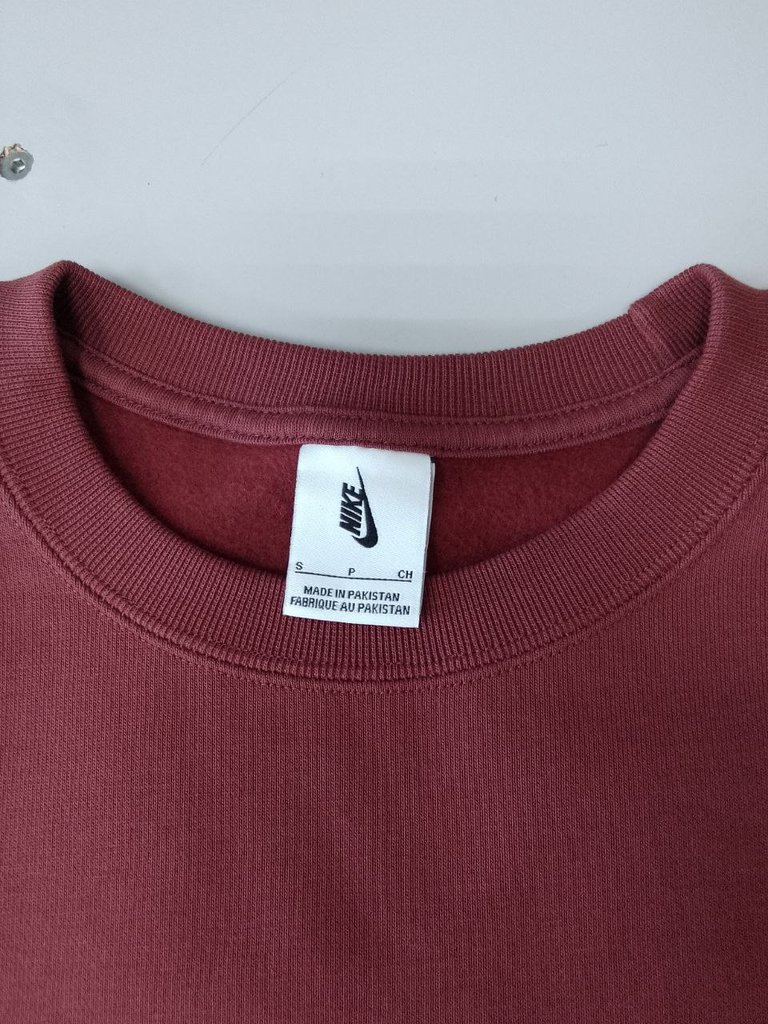 NIKE
S P CH
MADE IN PAKISTAN
FABRIQUE AU PAKISTAN